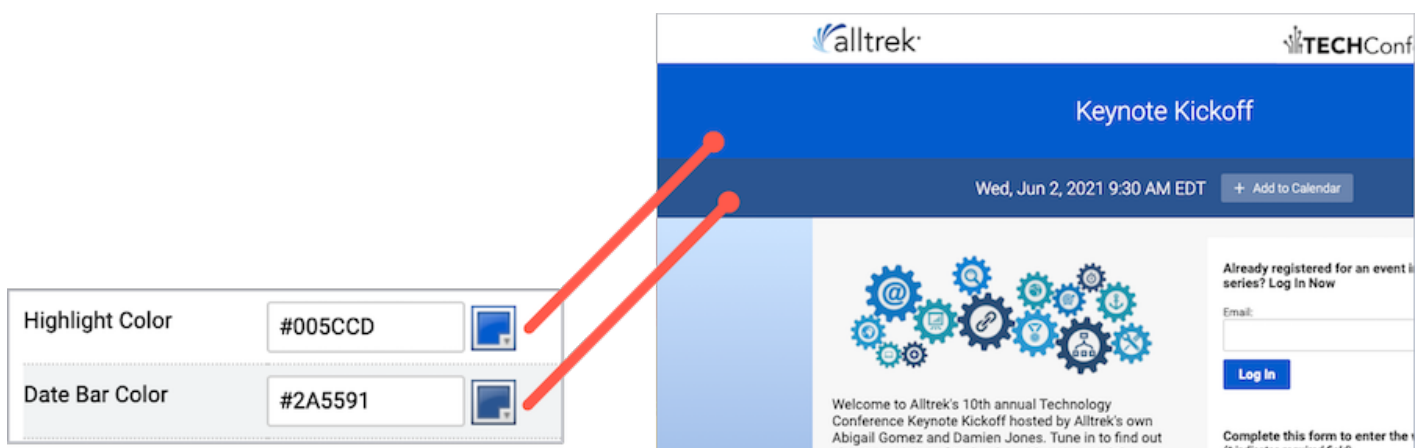 alltrek
TECHConf
Keynote Kickoff
Wed, Jun 2, 2021 9:30 AM EDT
+ Add to Calendar
Highlight Color
#005CCD
Date Bar Color
#2A5591
@
Welcome to Alltrek's 10th annual Technology
Conference Keynote Kickoff hosted by Alltrek's own
Abigail Gomez and Damien Jones. Tune in to find out
Already registered for an event i
series? Log In Now
Email:
Log In
Complete this form to enter the